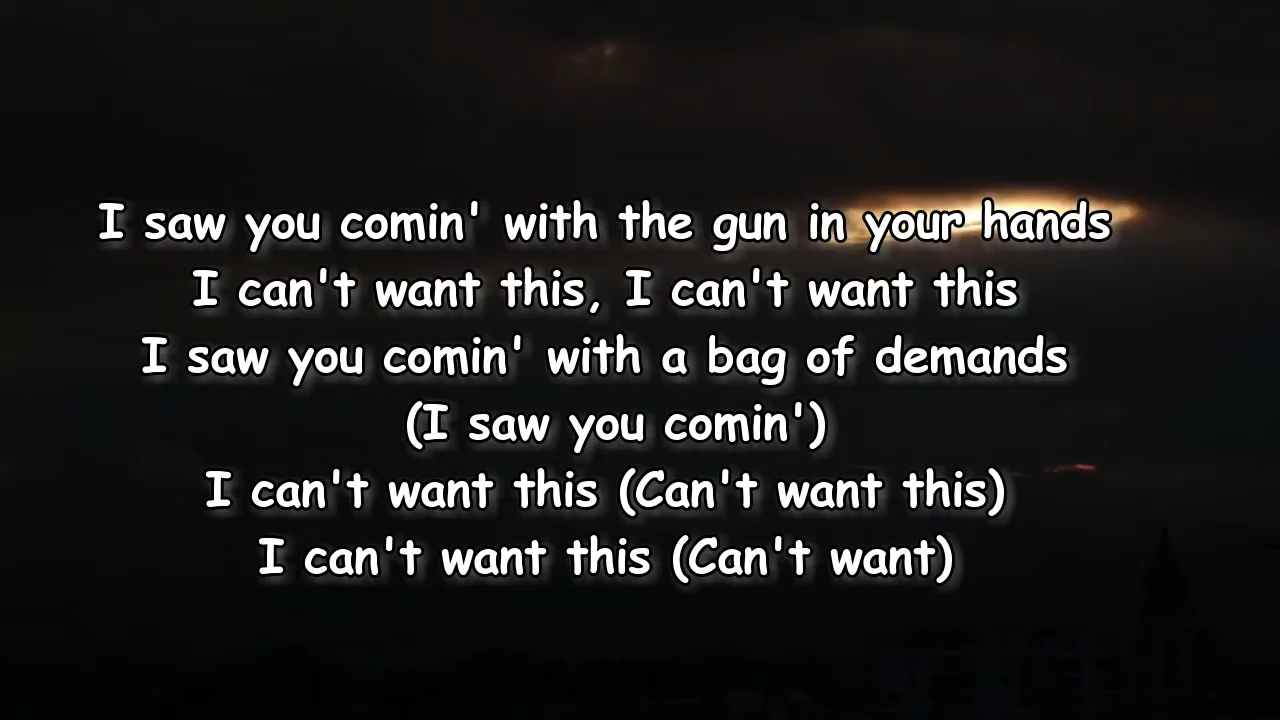 I saw you comin' with the gun in your hands
I can't want this, I can't want this
I saw you comin' with a bag of demands
(I saw you comin')
I can't want this (Can't want this)
I can't want this (Can't want)